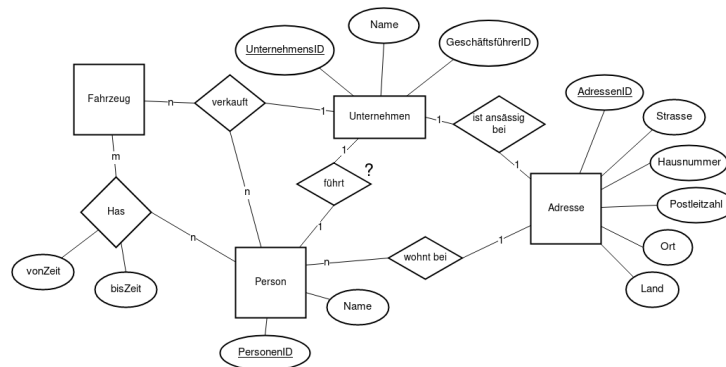 Name
UnternehmensID
GeschäftsführerID
Fahrzeug
n
verkauft
1
Unternehmen
1
ist ansässig
bei
AdressenID
Strasse
Hausnummer
Postleitzahl
Ort
Land
1
Adresse
m
1
?
führt
n
1
Has
n
vonZeit
bisZeit
Person
n
wohnt bei
1
Name
PersonenID